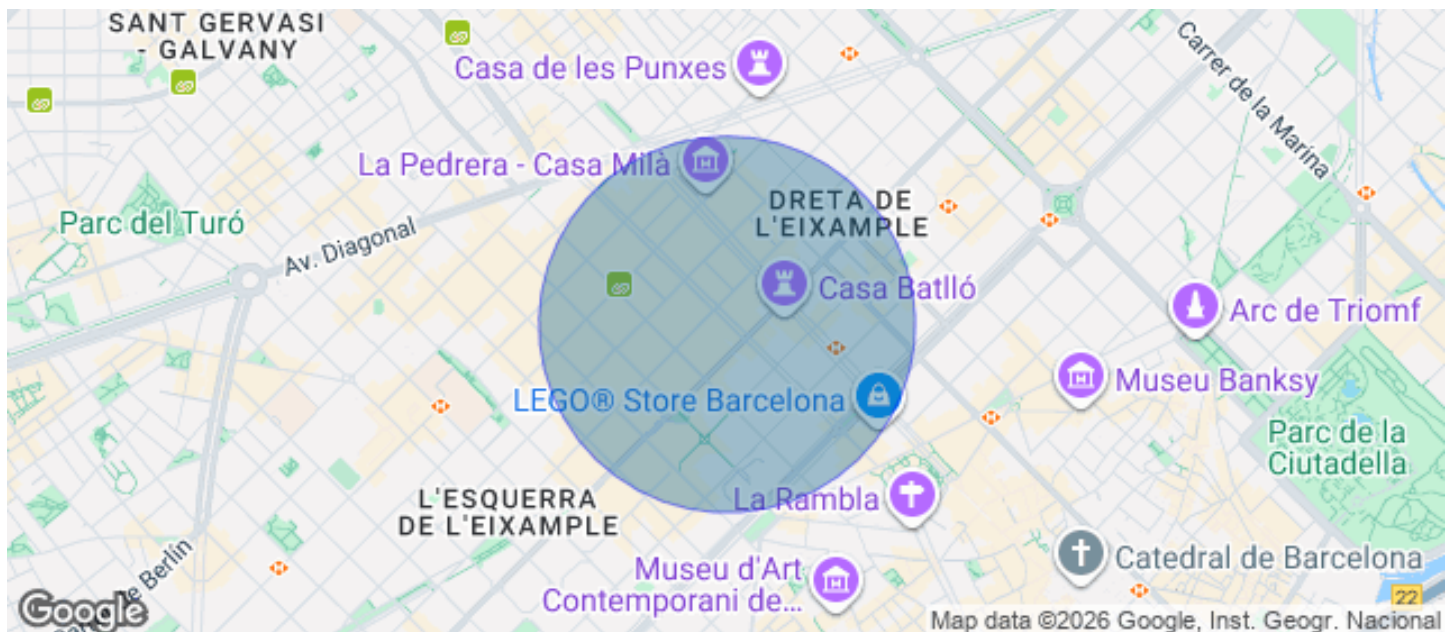 SANT GERVASI
- GALVANY
Casa de les Punxes
Carrer de la Marina
La Pedrera - Casa Milà
DRETA DE
L'EIXAMPLE
Parc del Turó
Av. Diagonal
Casa Batlló
Arc de Triomf
Museu Banksy
LEGO® Store Barcelona
Parc de la
Ciutadella
L'ESQUERRA
DE L'EIXAMPLE
La Rambla
Catedral de Barcelona
Museu d'Art
Contemporani de...
de Berlín
22
Google
Map data ©2026 Google, Inst. Geogr. Nacional